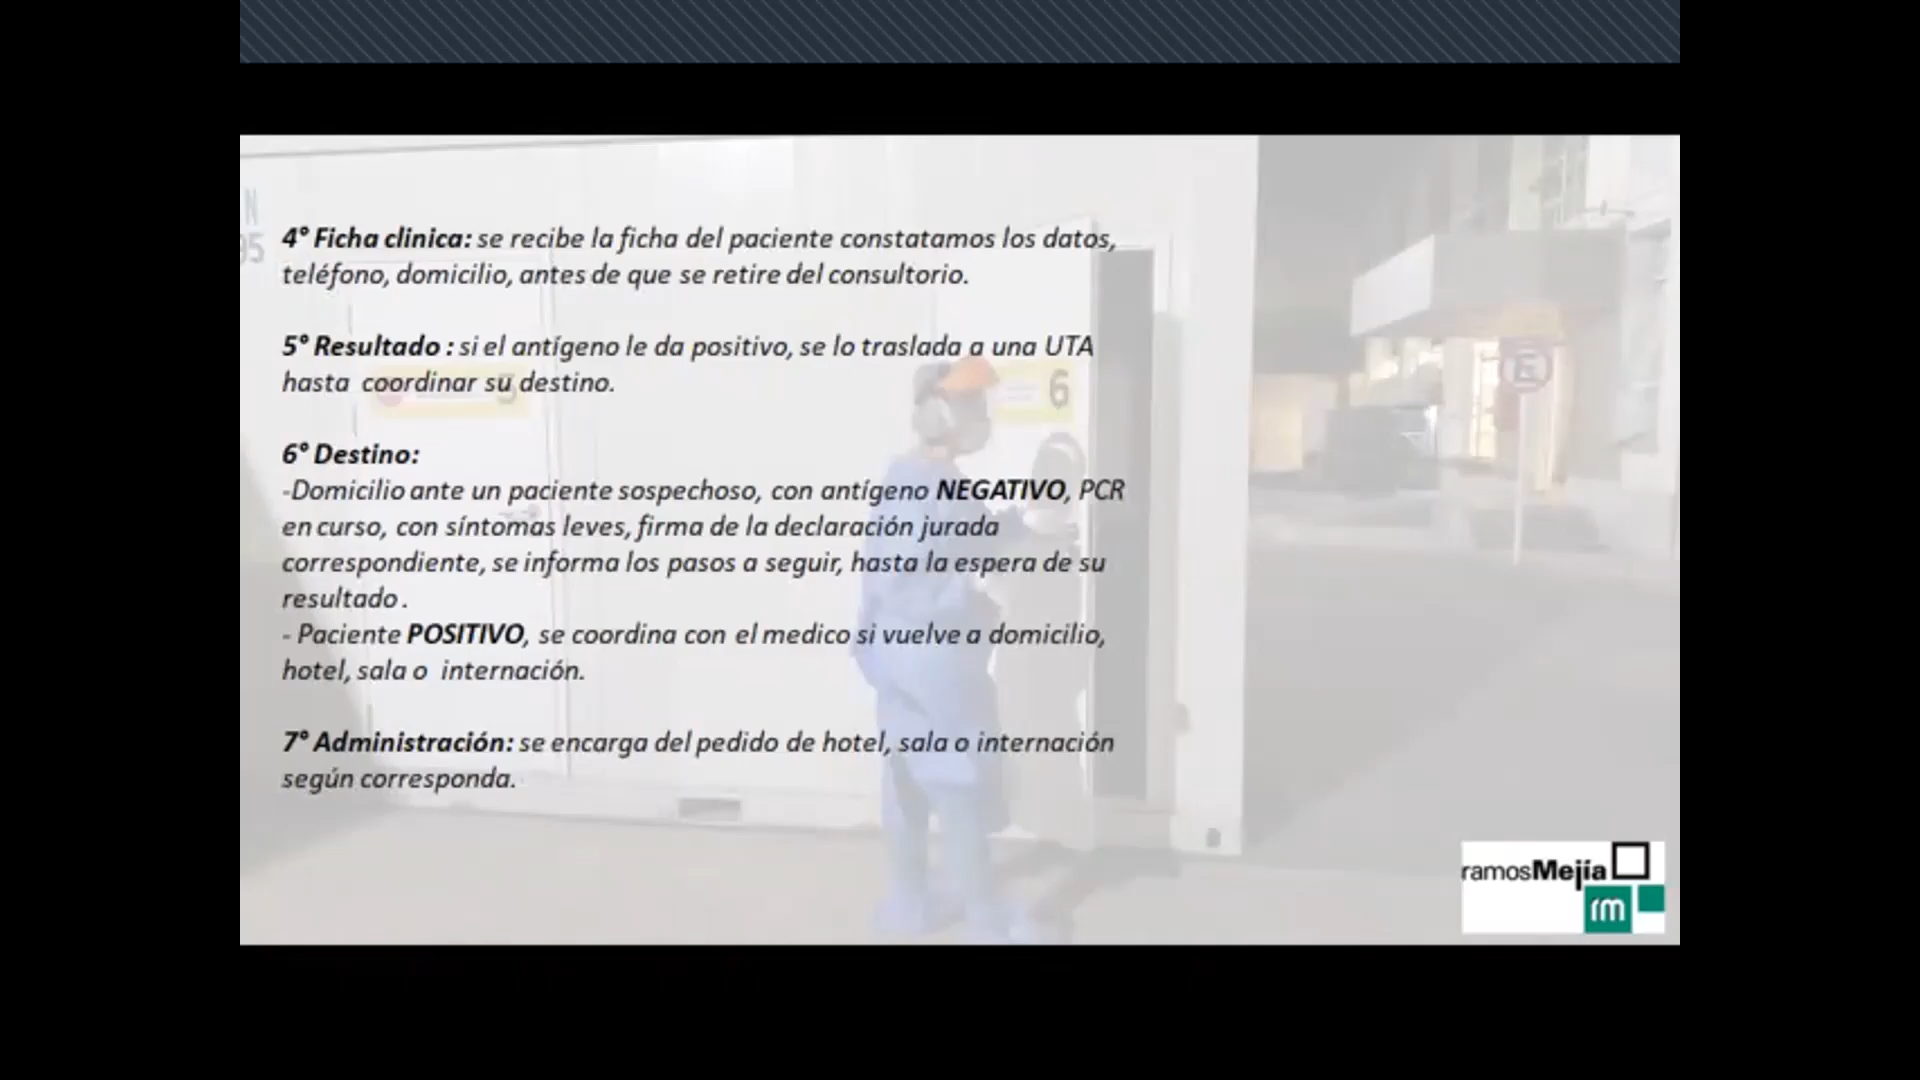 N
95
4° Ficha clinica: se recibe la ficha del paciente constatamos los datos,
teléfono, domicilio, antes de que se retire del consultorio.
5° Resultado : si el antígeno le da positivo, se lo traslada a una UTA
hasta coordinar su destino.
5
6
E
6° Destino:
-Domicilio ante un paciente sospechoso, con antígeno NEGATIVO, PCR
en curso, con síntomas leves, firma de la declaración jurada
correspondiente, se informa los pasos a seguir, hasta la espera de su
resultado .
- Paciente POSITIVO, se coordina con el medico si vuelve a domicilio,
hotel, sala o internación.
7° Administración: se encarga del pedido de hotel, sala o internación
según corresponda.
ramosMejía
rm